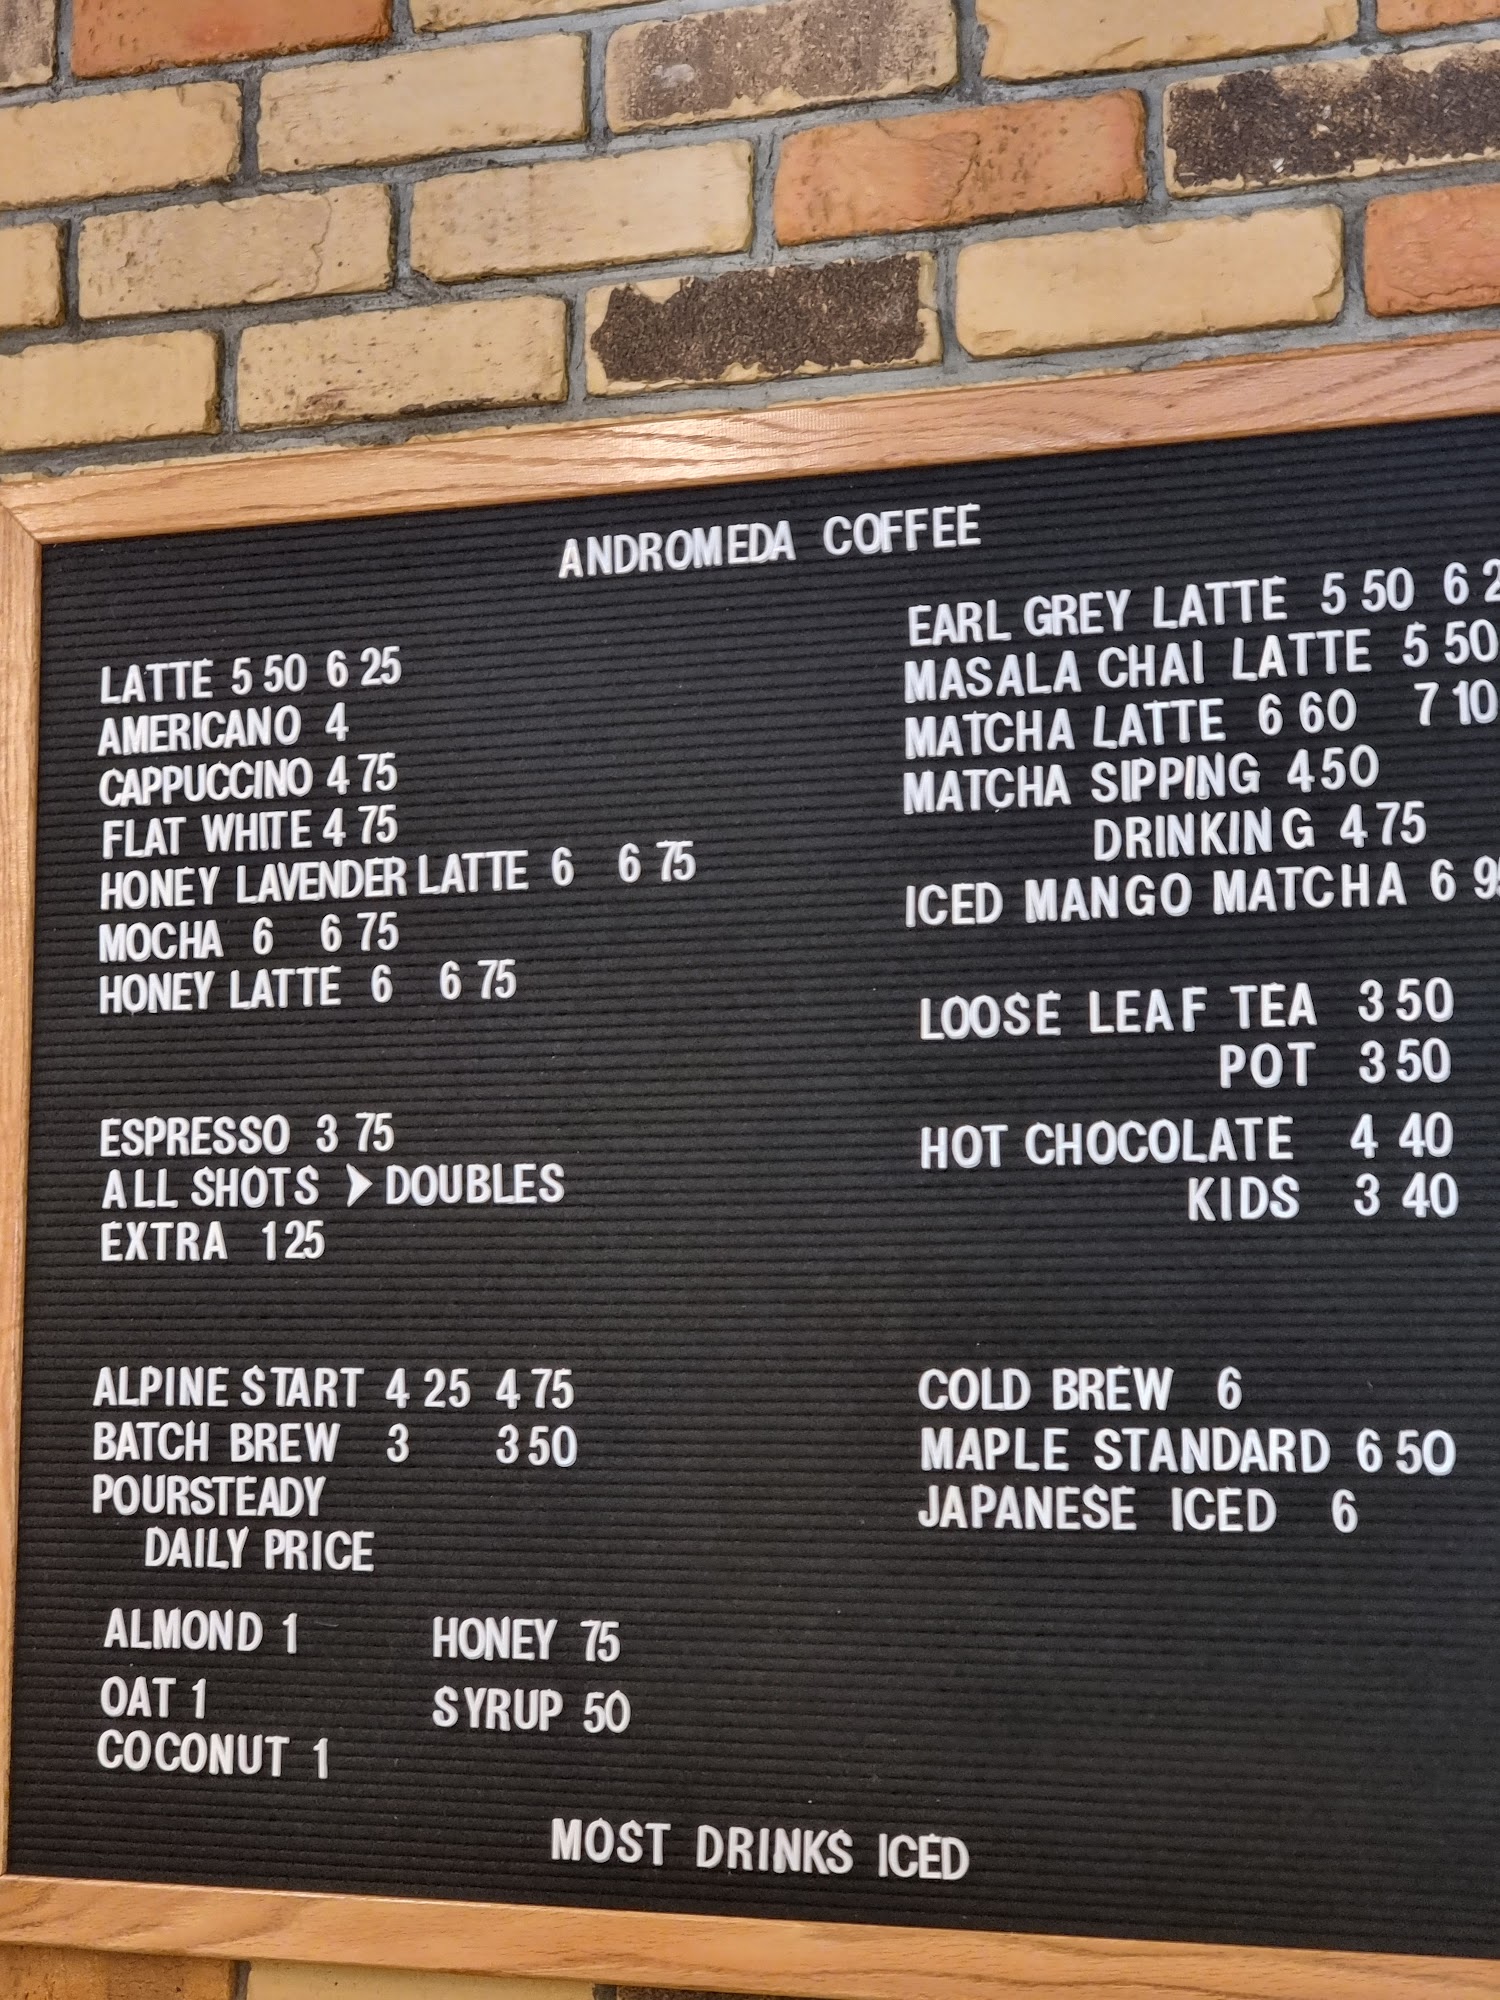 ANDROMEDA COFFEE
LATTE 5 50 6 25
AMERICANO 4
CAPPUCCINO 4 75
FLAT WHITE 4 75
HONEY LAVENDER LATTE 6 6 75
MOCHA 6 6 75
HONEY LATTE 6 6 75
ESPRESSO 3 75
ALL SHOTS > DOUBLES
EXTRA 1 25
ALPINE START 4 25 4 75
BATCH BREW 3 3 50
POURSTEADY
DAILY PRICE
ALMOND 1
OAT 1
COCONUT 1
HONEY 75
SYRUP 50
EARL GREY LATTE 5 50 6 2
MASALA CHAI LATTE 5 50
MATCHA LATTE 6 60 7 10
MATCHA SIPPING 4 50
DRINKING 4 75
ICED MANGO MATCHA 6 9
LOOSE LEAF TEA 3 50
POT 3 50
HOT CHOCOLATE 4 40
KIDS 3 40
COLD BREW 6
MAPLE STANDARD 6 50
JAPANESE ICED 6
MOST DRINKS ICED